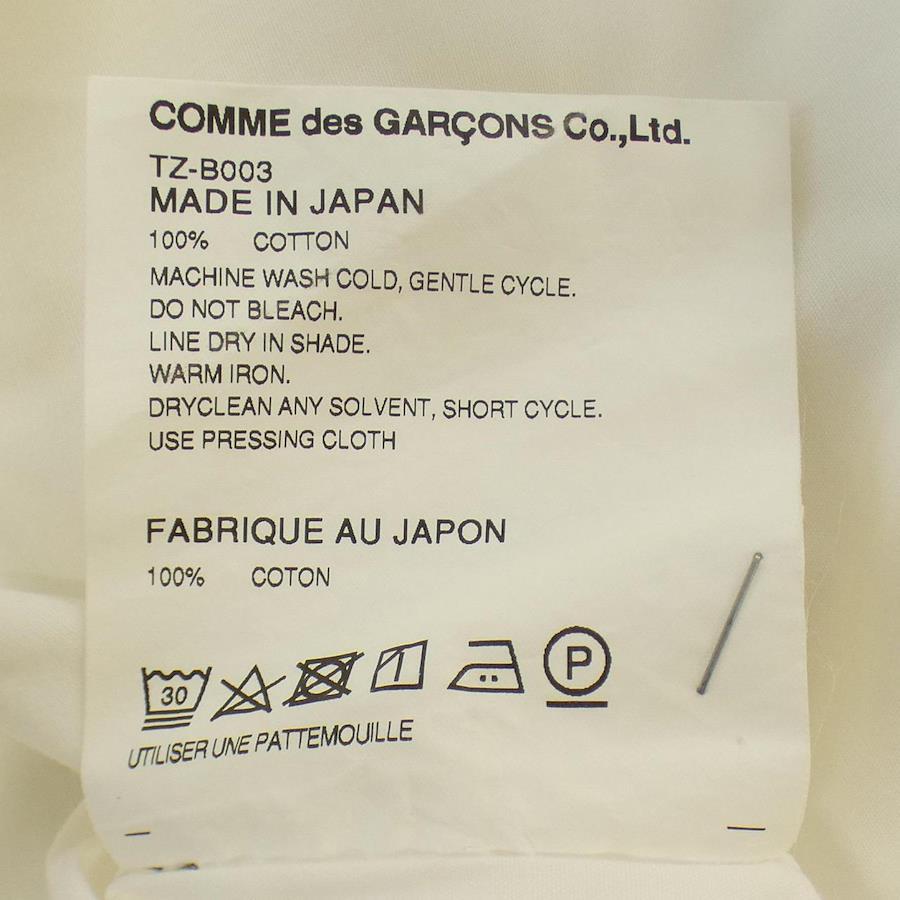 COMME des GARÇONS Co.,Ltd.
TZ-B003
MADE IN JAPAN
100% COTTON
MACHINE WASH COLD, GENTLE CYCLE.
DO NOT BLEACH.
LINE DRY IN SHADE.
WARM IRON.
DRYCLEAN ANY SOLVENT, SHORT CYCLE.
USE PRESSING CLOTH
FABRIQUE AU JAPON
100% COTON
30 P
UTILISER UNE PATTEMOUILLE